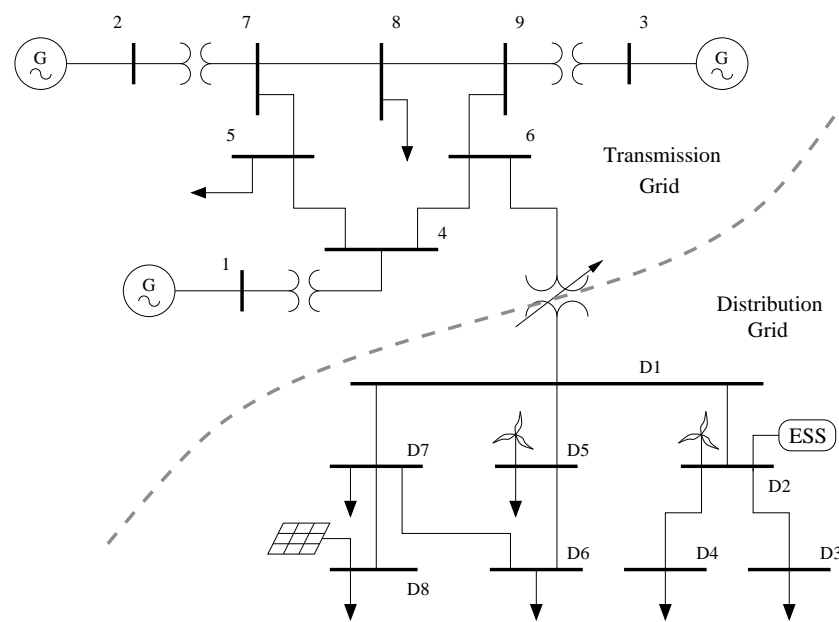 2
7
8
9
3
G
G
5
6
Transmission
Grid
4
1
G
Distribution
Grid
D1
D7
D5
ESS
D2
D6
D4
D3
D8